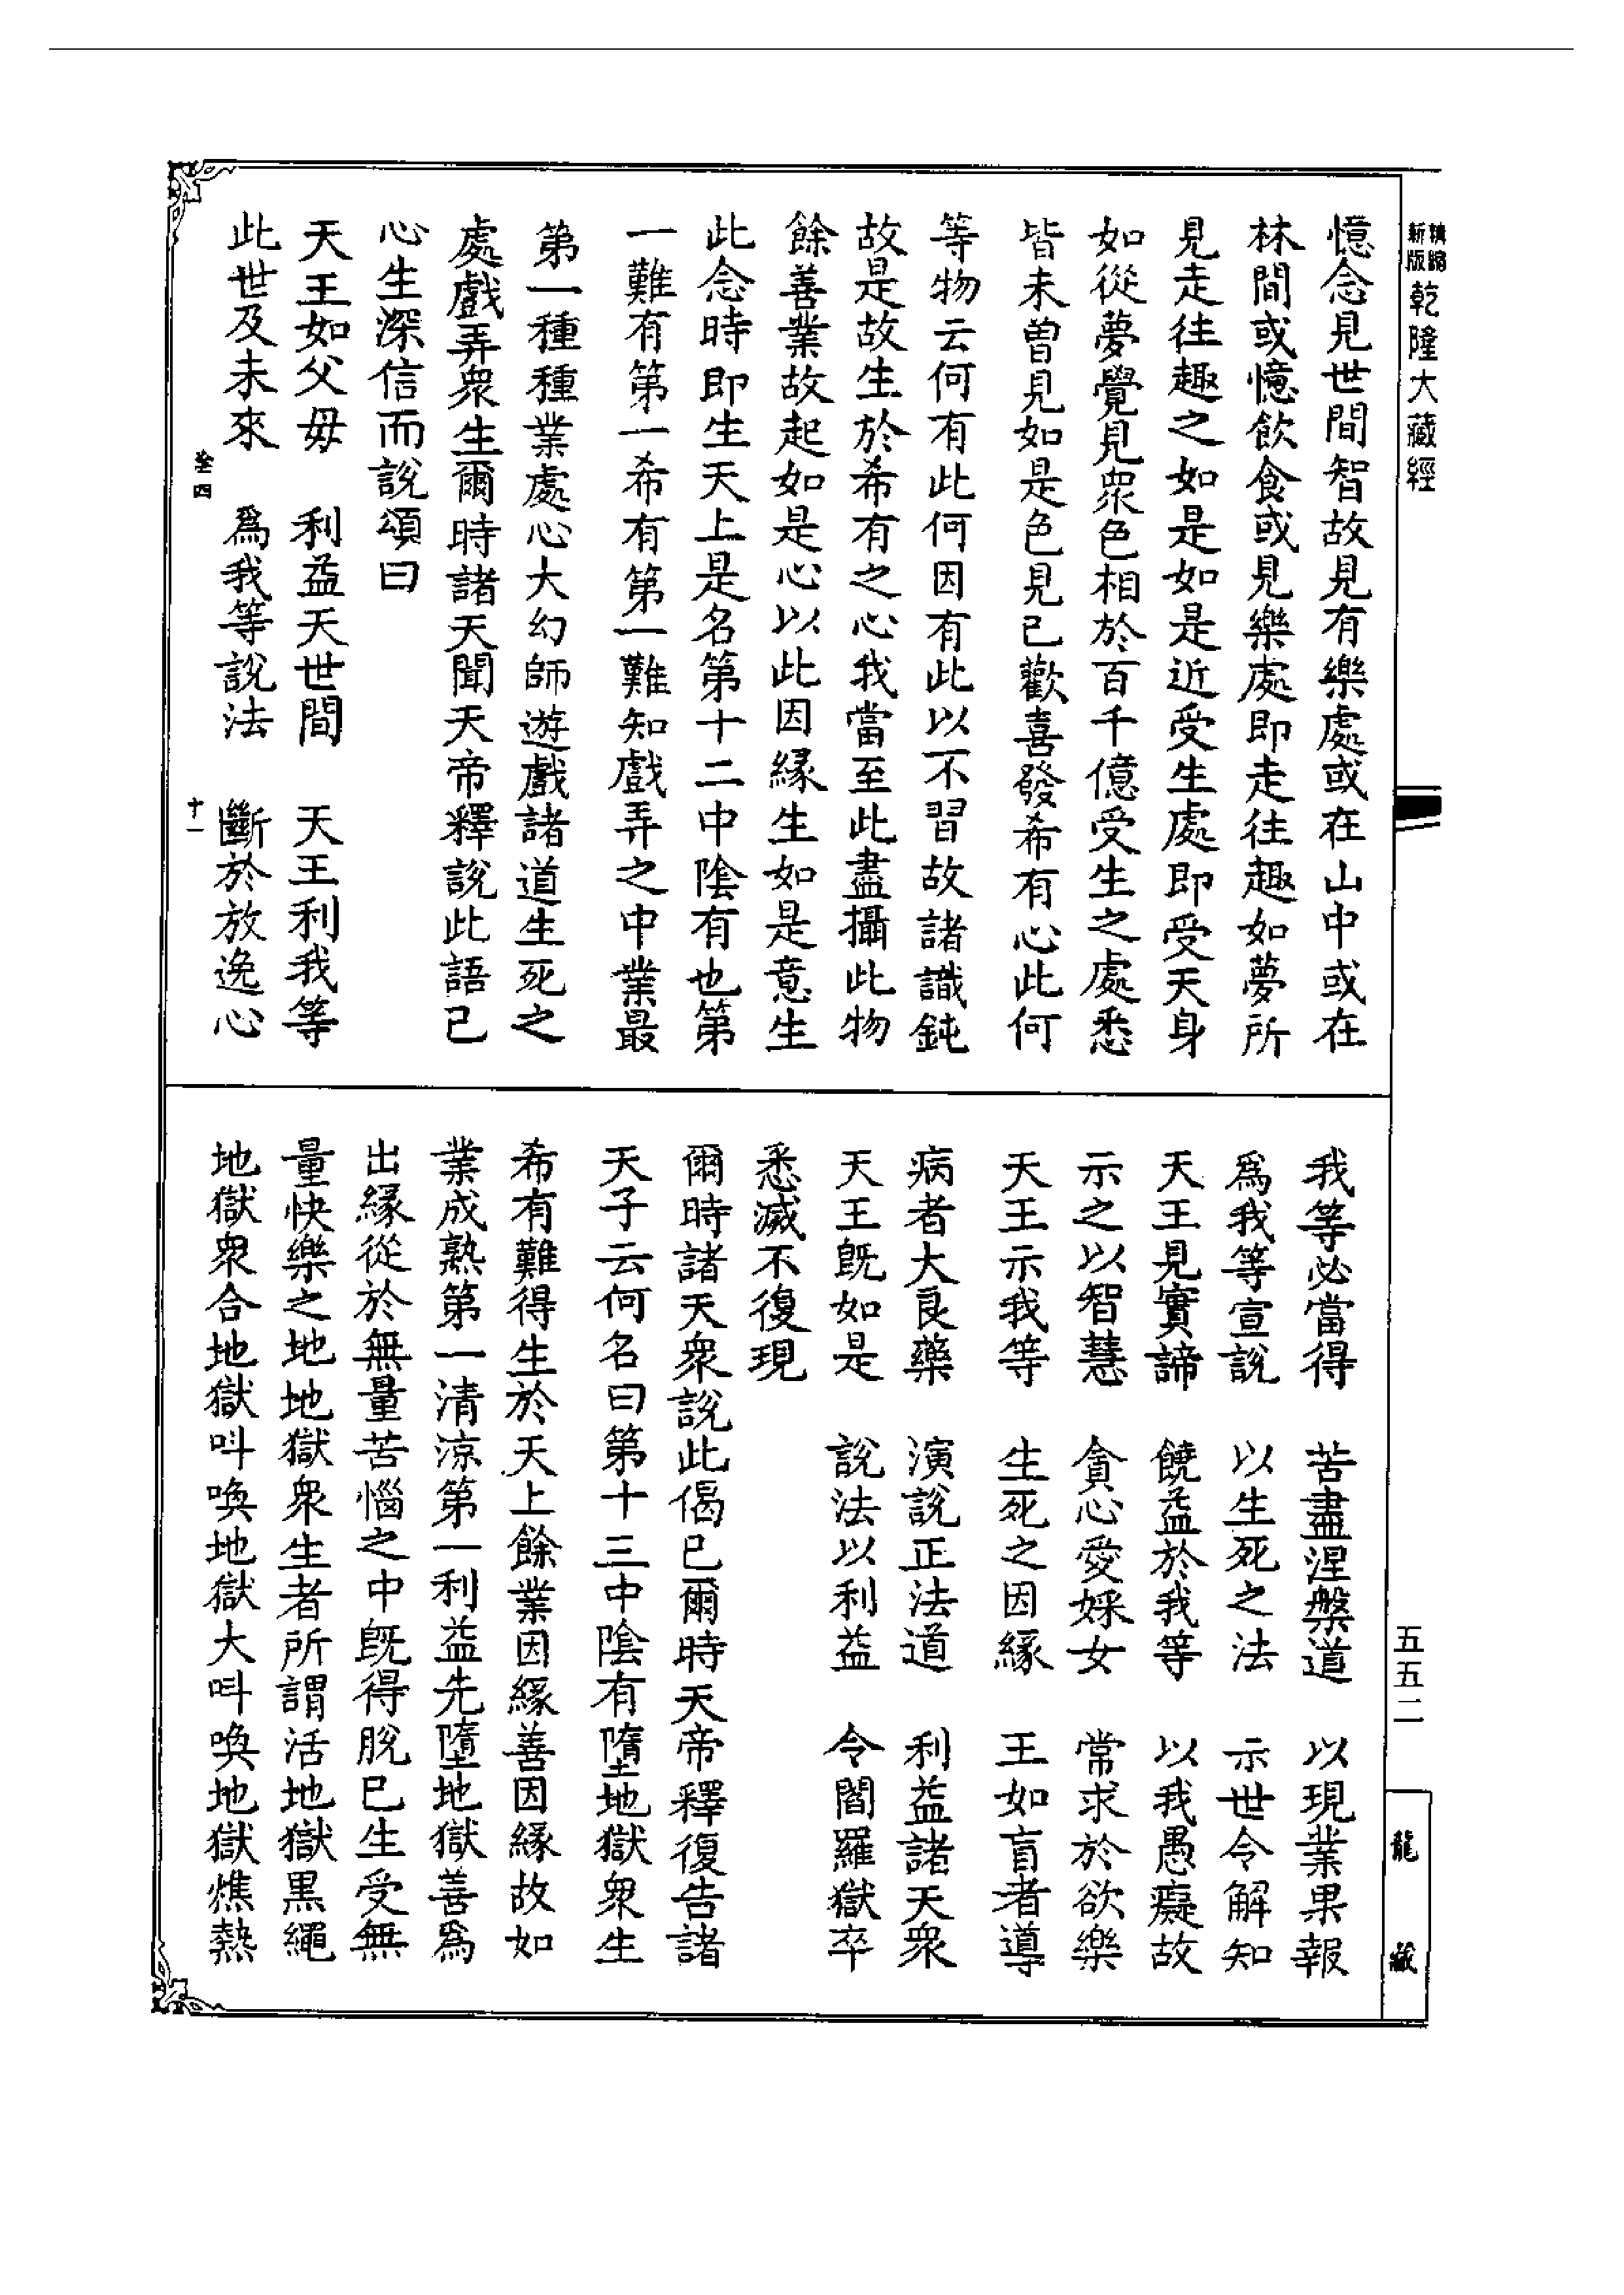 新版 乾隆大藏經
憶念見世間智故見有樂處或在山中或在
林間或憶飲食或見樂處即走往趣如夢所
見走往趣之如是如是近受生處即受天身
如從夢覺見眾色相於百千億受生之處悉
皆未曾見如是色見已歡喜發希有心此何
等物云何有此何因有此以不習故諸識鈍
故是故生於希有之心我當至此盡攝此物
餘善業故起如是心以此因緣生如是意生
此念時即生天上是名第十二中陰有也第
一難有第一希有第一難知戲弄之中業最
第一種種業處心大幻師遊戲諸道生死之
處戲弄眾生爾時諸天聞天帝釋說此語已
心生深信而說頌曰
天王如父母 利益天世間 天王利我等
此世及未來 為我等說法 斷於放逸心
卷四 十一
我等必當得 苦盡涅槃道 以現業果報
為我等宣說 以生死之法 示世令解知
天王見實諦 饒益於我等 以我愚癡故
示之以智慧 貪心愛婇女 常求於欲樂
天王示我等 生死之因緣 王如盲者導
病者大良藥 演說正法道 利益諸天眾
天王既如是 說法以利益 令閻羅獄卒
悉滅不復現
爾時諸天眾說此偈已爾時天帝釋復告諸
天子云何名曰第十三中陰有墮地獄眾生
希有難得生於天上餘業因緣善因緣故如
業成熟第一清涼第一利益先墮地獄善為
出緣從於無量苦惱之中既得脫已生受無
量快樂之地地獄眾生者所謂活地獄黑繩
地獄眾合地獄叫喚地獄大叫喚地獄燋熱
五五二
龍藏